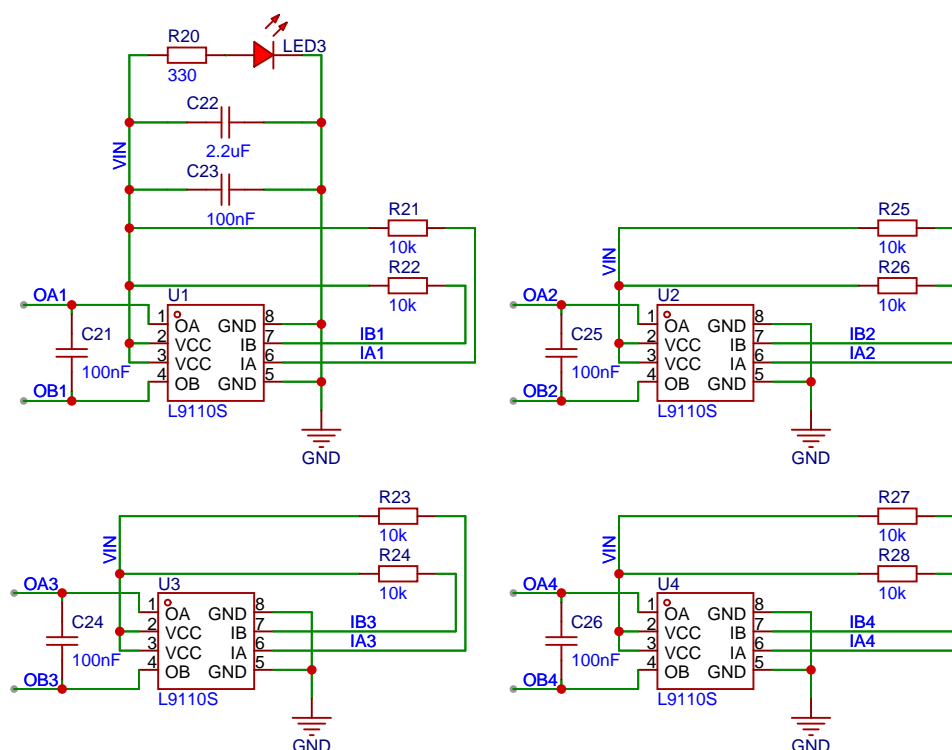 R20
LED3
330
C22
VIN
2.2uF
C23
100nF
R21
10k
R22
10k
OA1
U1
C21
100nF
OB1
1 OA GND 8
2 VCC IB 7
3 VCC IA 6
4 OB GND 5
IB1
IA1
L9110S
GND
R25
10k
VIN
R26
10k
OA2
U2
C25
100nF
OB2
1 OA GND 8
2 VCC IB 7
3 VCC IA 6
4 OB GND 5
IB2
IA2
L9110S
GND
R23
10k
VIN
R24
10k
OA3
U3
C24
100nF
OB3
1 OA GND 8
2 VCC IB 7
3 VCC IA 6
4 OB GND 5
IB3
IA3
L9110S
GND
R27
10k
VIN
R28
10k
OA4
U4
C26
100nF
OB4
1 OA GND 8
2 VCC IB 7
3 VCC IA 6
4 OB GND 5
IB4
IA4
L9110S
GND